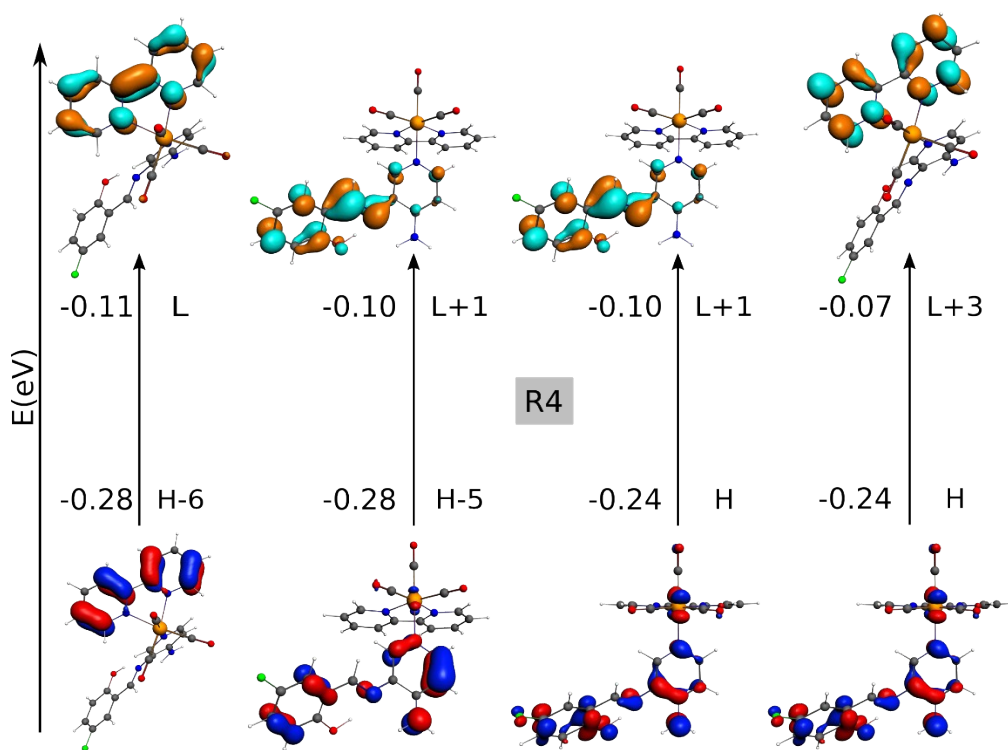 E(eV)
-0.11 L
-0.10 L+1
-0.10 L+1
-0.07 L+3
R4
-0.28 H-6
-0.28 H-5
-0.24 H
-0.24 H